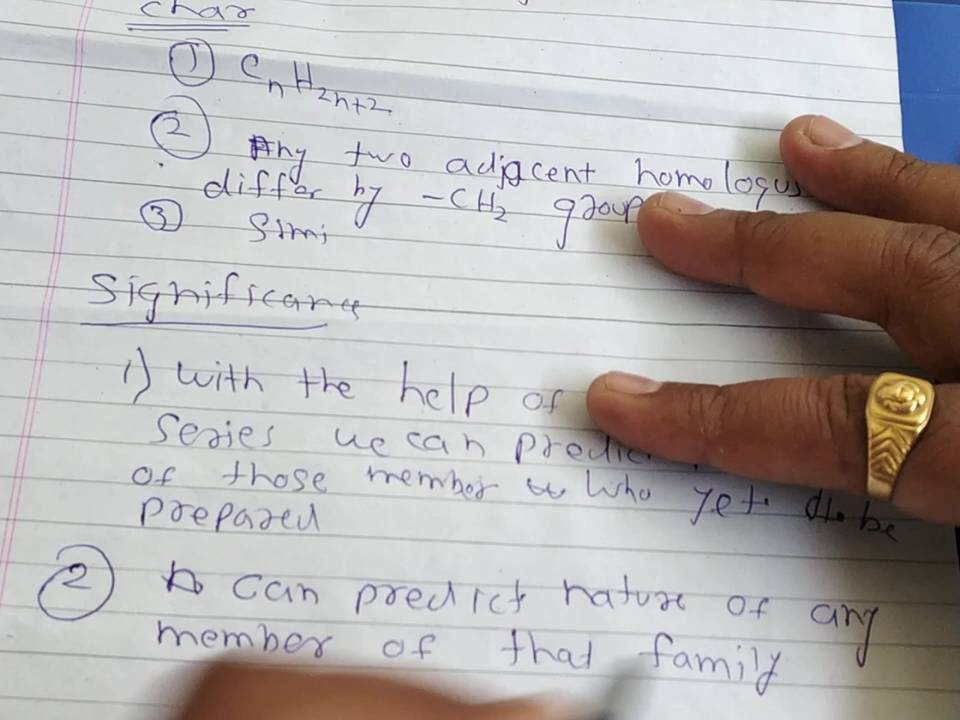 char
① CnH2n+2
② Any two adjacent homologus
differ by -CH2 group
③ Simi
Significance
1) With the help of
series we can predic
of those member who yet to be
prepared
② can predict nature of any
member of that family